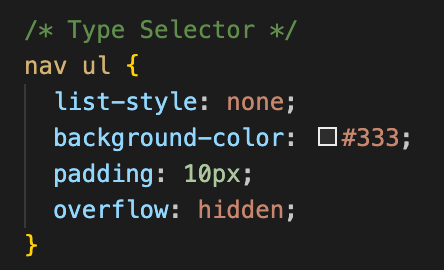 /* Type Selector */
nav ul {
list-style: none;
background-color: #333;
padding: 10px;
overflow: hidden;
}